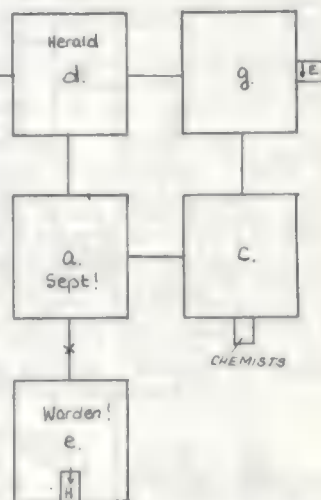 Herald
d.
g.
E
a.
Sept!
c.
CHEMISTS
Warden!
e.
H